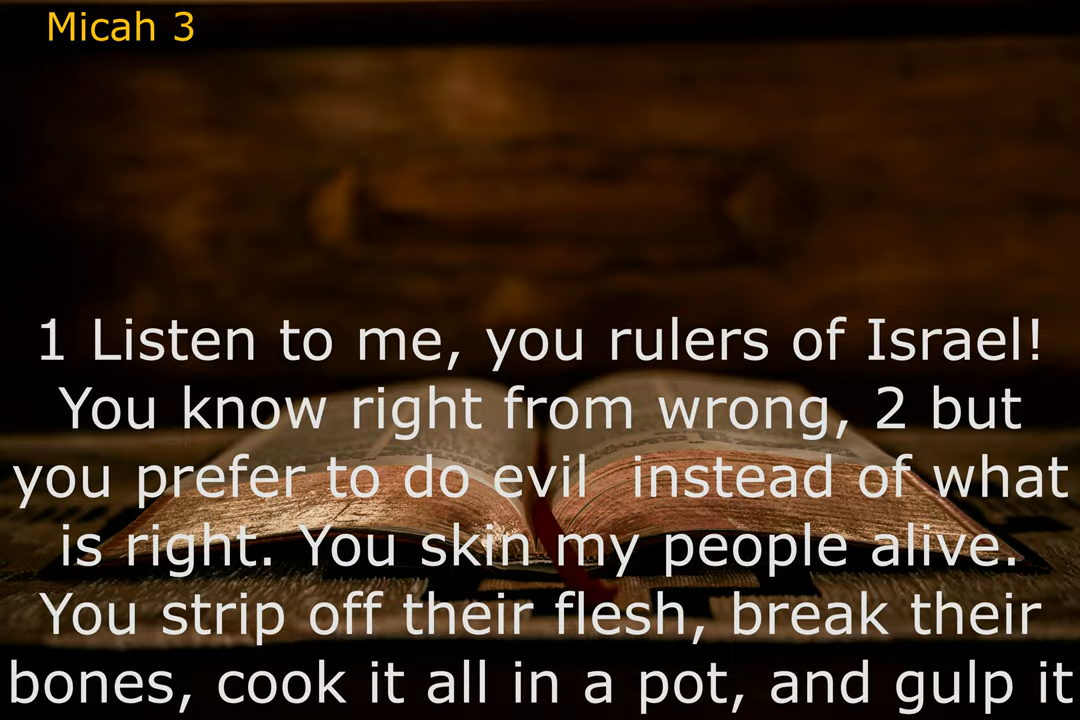 Micah 3
1 Listen to me, you rulers of Israel!
You know right from wrong, 2 but
you prefer to do evil  instead of what
is right. You skin my people alive.
You strip off their flesh, break their
bones, cook it all in a pot, and gulp it